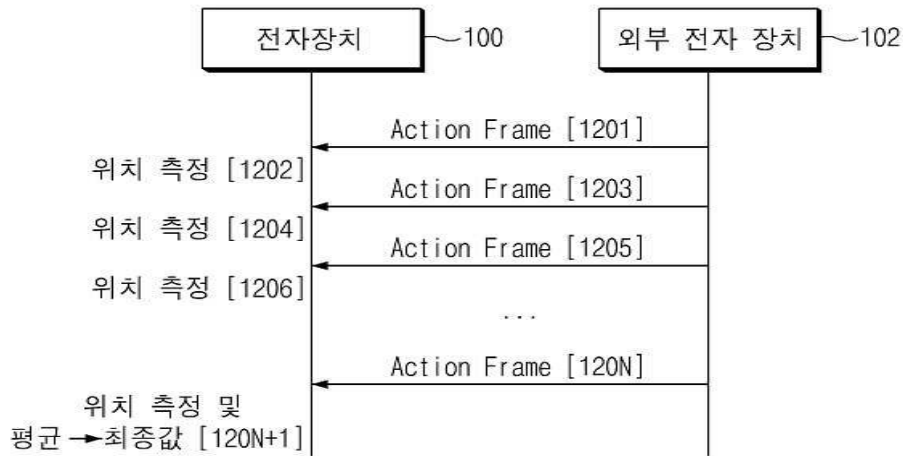 전자장치 100
외부 전자 장치 102
Action Frame [1201]
위치 측정 [1202]
Action Frame [1203]
위치 측정 [1204]
Action Frame [1205]
위치 측정 [1206]
...
Action Frame [120N]
위치 측정 및
평균→최종값 [120N+1]